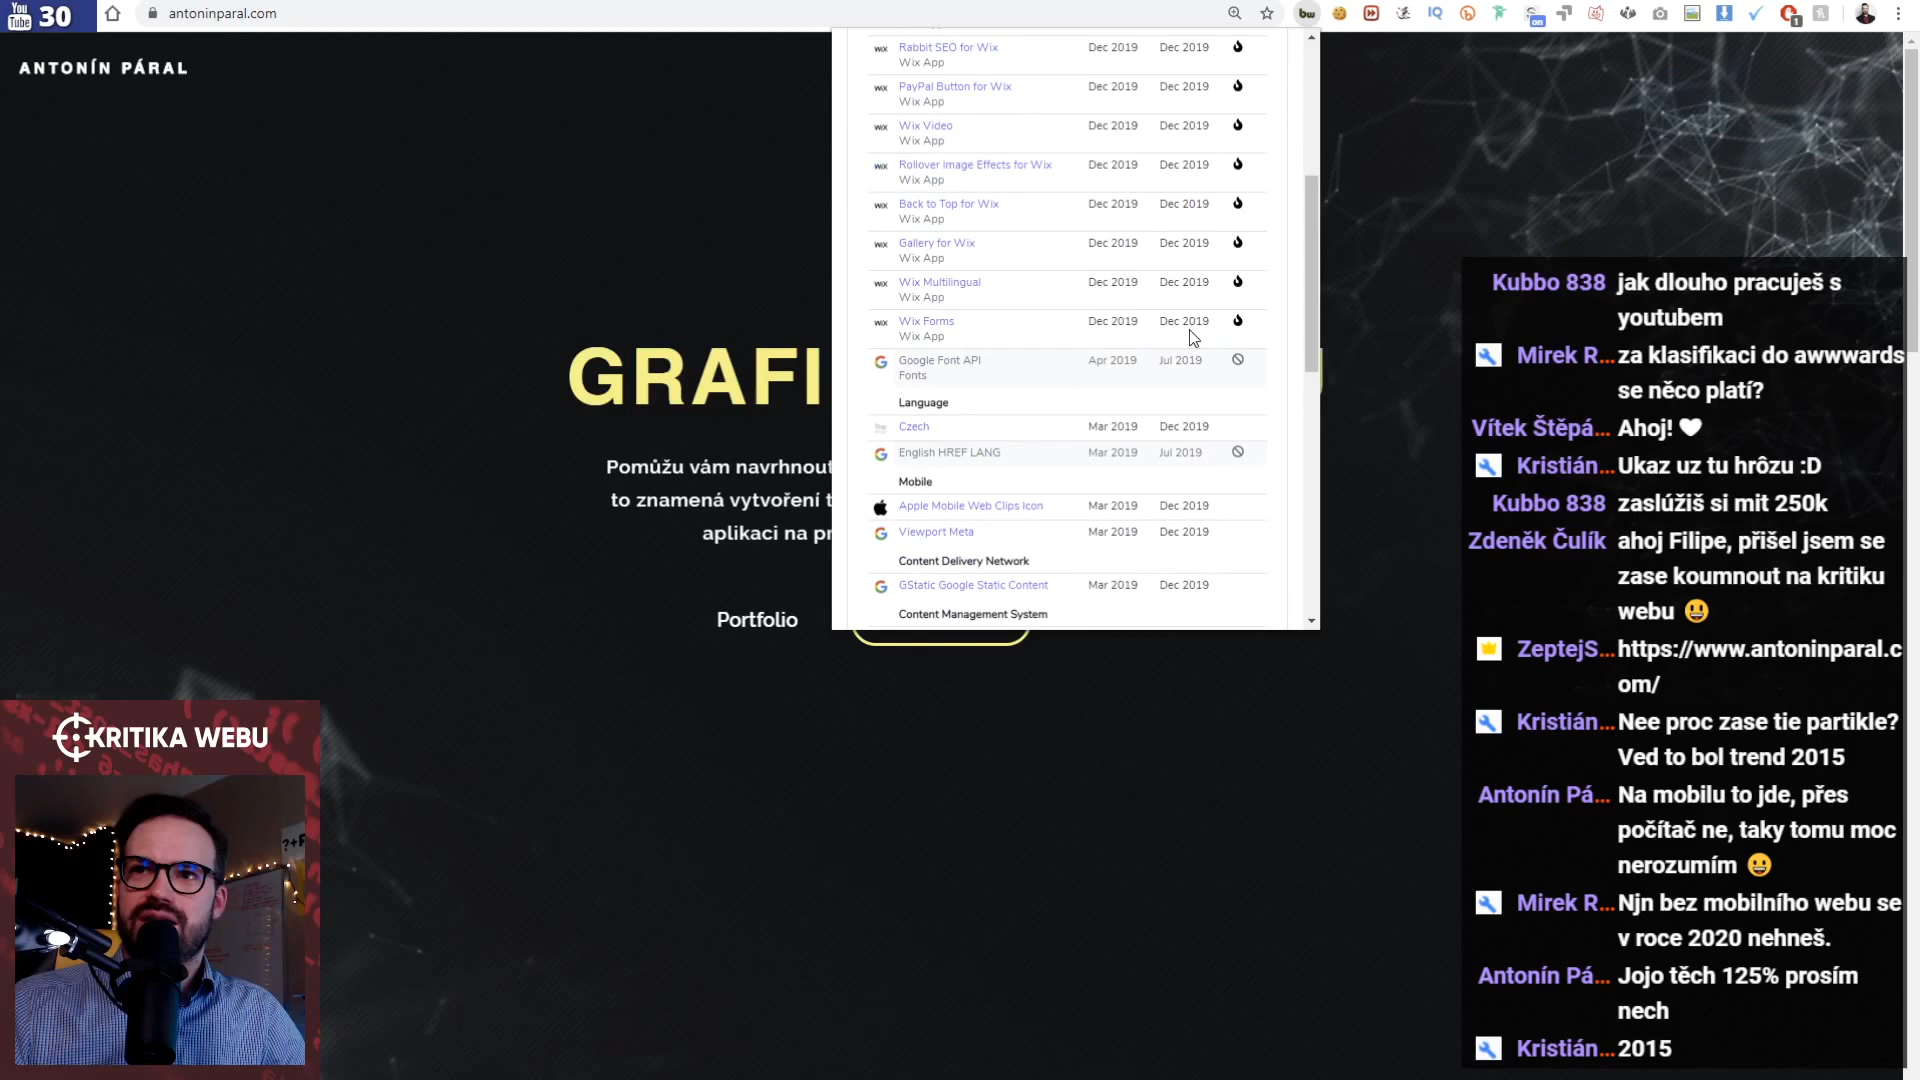 You Tube 30
antoninparal.com
ANTONÍN PÁRAL
GRAFI
Pomůžu vám navrhnout
to znamená vytvoření t
aplikaci na pr
Portfolio
Rabbit SEO for Wix Dec 2019 Dec 2019
Wix App
PayPal Button for Wix Dec 2019 Dec 2019
Wix App
Wix Video Dec 2019 Dec 2019
Wix App
Rollover Image Effects for Wix Dec 2019 Dec 2019
Wix App
Back to Top for Wix Dec 2019 Dec 2019
Wix App
Gallery for Wix Dec 2019 Dec 2019
Wix App
Wix Multilingual Dec 2019 Dec 2019
Wix App
Wix Forms Dec 2019 Dec 2019
Wix App
Google Font API Apr 2019 Jul 2019
Fonts
Language
Czech Mar 2019 Dec 2019
English HREF LANG Mar 2019 Jul 2019
Mobile
Apple Mobile Web Clips Icon Mar 2019 Dec 2019
Viewport Meta Mar 2019 Dec 2019
Content Delivery Network
GStatic Google Static Content Mar 2019 Dec 2019
Content Management System
Kubbo 838 jak dlouho pracuješ s
youtubem
Mirek R... za klasifikaci do awwwards
se něco platí?
Vítek Štěpá... Ahoj! 🤍
Kristián... Ukaz uz tu hrôzu :D
Kubbo 838 zaslúžiš si mit 250k
Zdeněk Čulík ahoj Filipe, přišel jsem se
zase koumnout na kritiku
webu 😃
ZeptejS... https://www.antoninparal.c
om/
Kristián... Nee proc zase tie partikle?
Ved to bol trend 2015
Antonín Pá... Na mobilu to jde, přes
počítač ne, taky tomu moc
nerozumím 😃
Mirek R... Njn bez mobilního webu se
v roce 2020 nehneš.
Antonín Pá... Jojo těch 125% prosím
nech
Kristián... 2015
KRITIKA WEBU